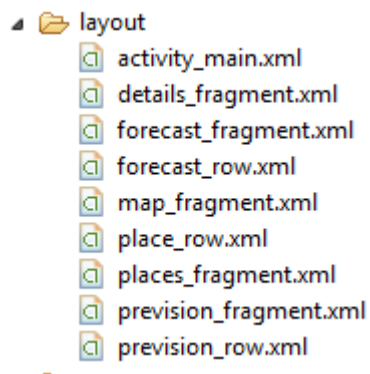 layout
activity_main.xml
details_fragment.xml
forecast_fragment.xml
forecast_row.xml
map_fragment.xml
place_row.xml
places_fragment.xml
prevision_fragment.xml
prevision_row.xml